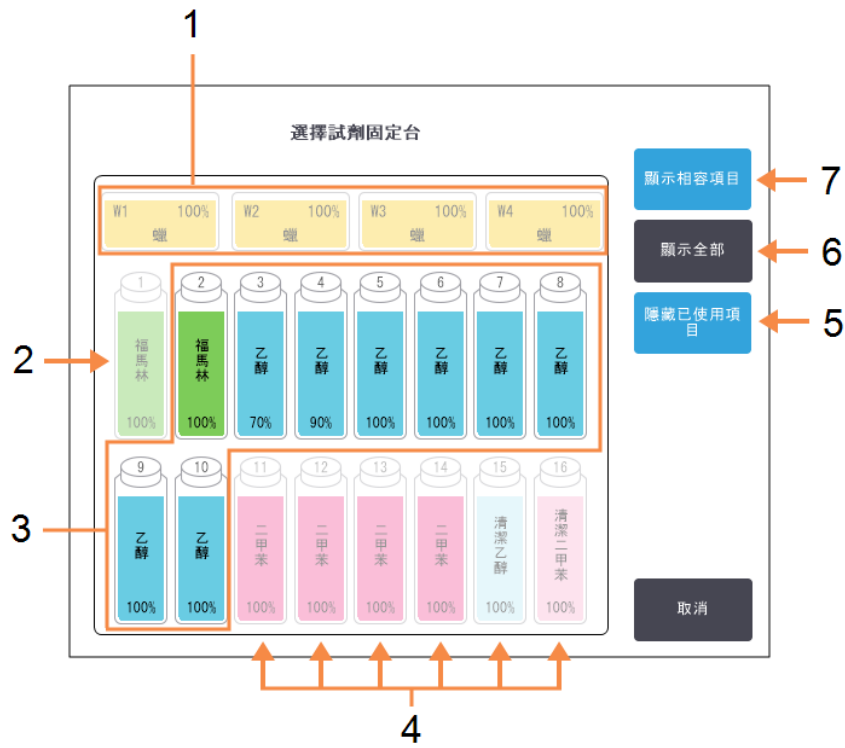 1
選擇試劑固定台
W1 100%
蠟
W2 100%
蠟
W3 100%
蠟
W4 100%
蠟
顯示相容項目
7
顯示全部
6
隱藏已使用項
目
5
2
1
福馬林
100%
2
福馬林
100%
3
乙醇
70%
4
乙醇
90%
5
乙醇
100%
6
乙醇
100%
7
乙醇
100%
8
乙醇
100%
3
9
乙醇
100%
10
乙醇
100%
11
二甲苯
100%
12
二甲苯
100%
13
二甲苯
100%
14
二甲苯
100%
15
清潔乙醇
100%
16
清潔二甲苯
100%
取消
4